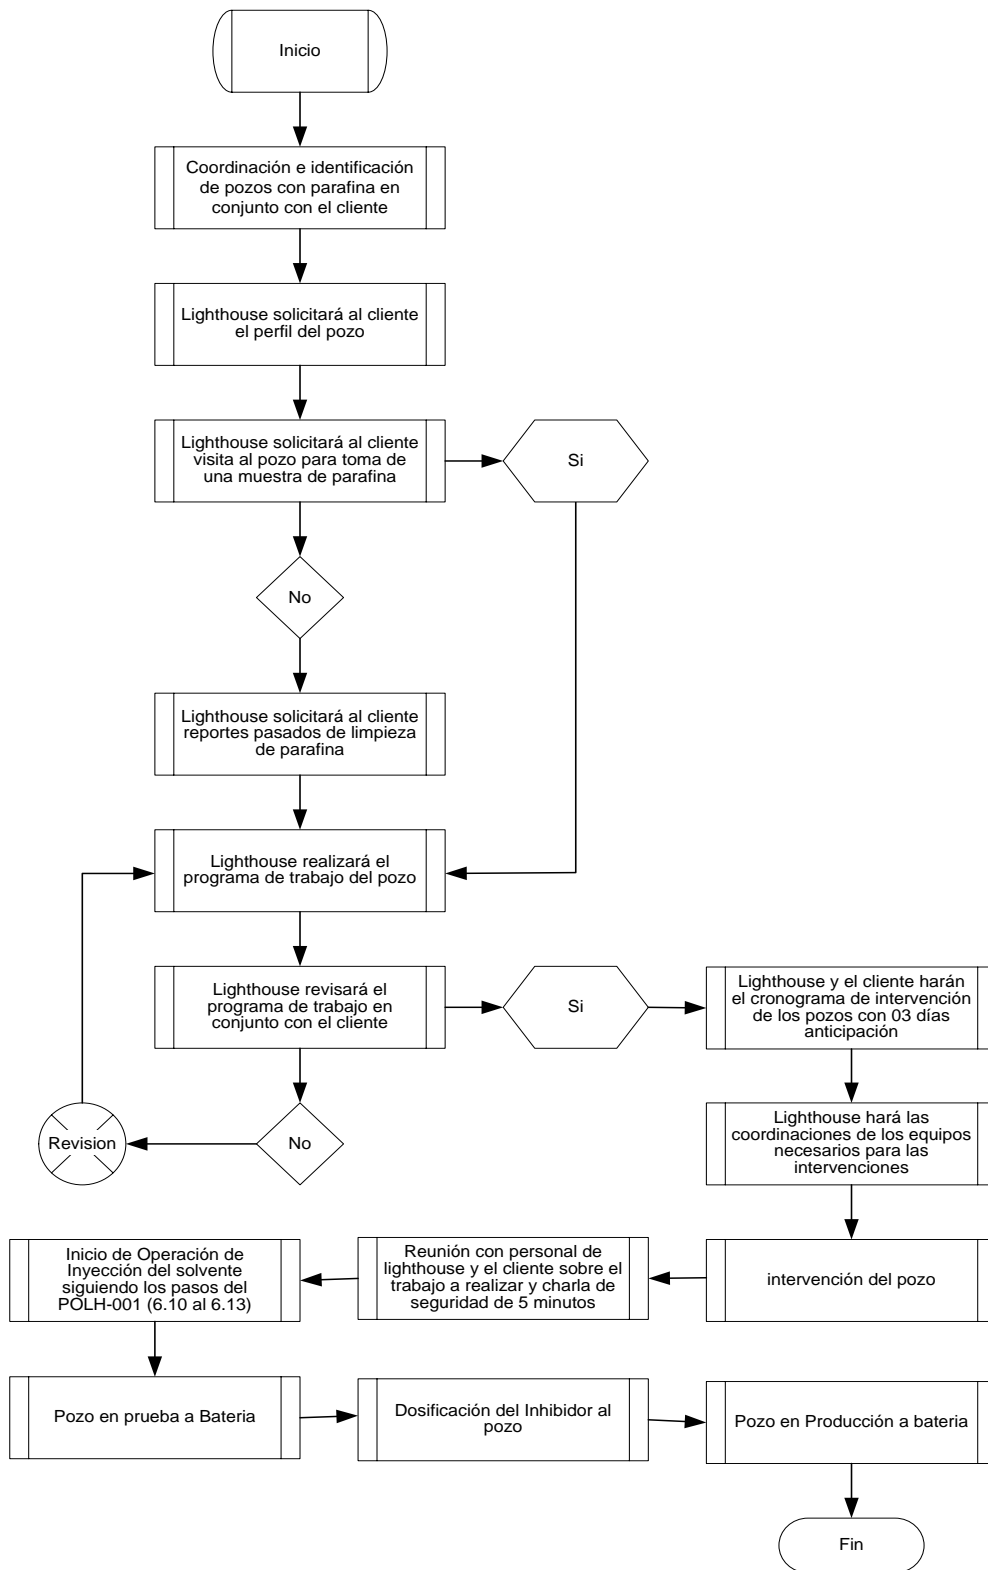 Inicio
Coordinación e identificación
de pozos con parafina en
conjunto con el cliente
Lighthouse solicitará al cliente
el perfil del pozo
Lighthouse solicitará al cliente
visita al pozo para toma de
una muestra de parafina
Si
No
Lighthouse solicitará al cliente
reportes pasados de limpieza
de parafina
Lighthouse realizará el
programa de trabajo del pozo
Lighthouse revisará el
programa de trabajo en
conjunto con el cliente
Si
Lighthouse y el cliente harán
el cronograma de intervención
de los pozos con 03 días
anticipación
No
Revision
Lighthouse hará las
coordinaciones de los equipos
necesarios para las
intervenciones
intervención del pozo
Reunión con personal de
lighthouse y el cliente sobre el
trabajo a realizar y charla de
seguridad de 5 minutos
Inicio de Operación de
Inyección del solvente
siguiendo los pasos del
POLH-001 (6.10 al 6.13)
Pozo en prueba a Bateria
Dosificación del Inhibidor al
pozo
Pozo en Producción a bateria
Fin